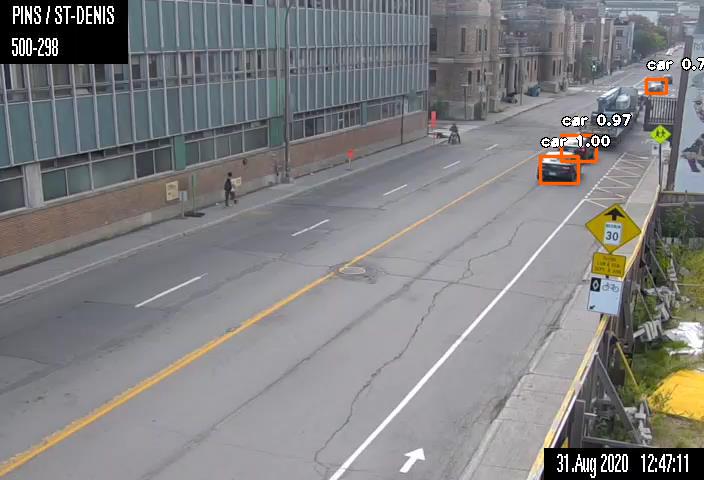 PINS / ST-DENIS
500-298
car 0.7
car 0.97
car 1.00
30
31.Aug 2020 12:47:11